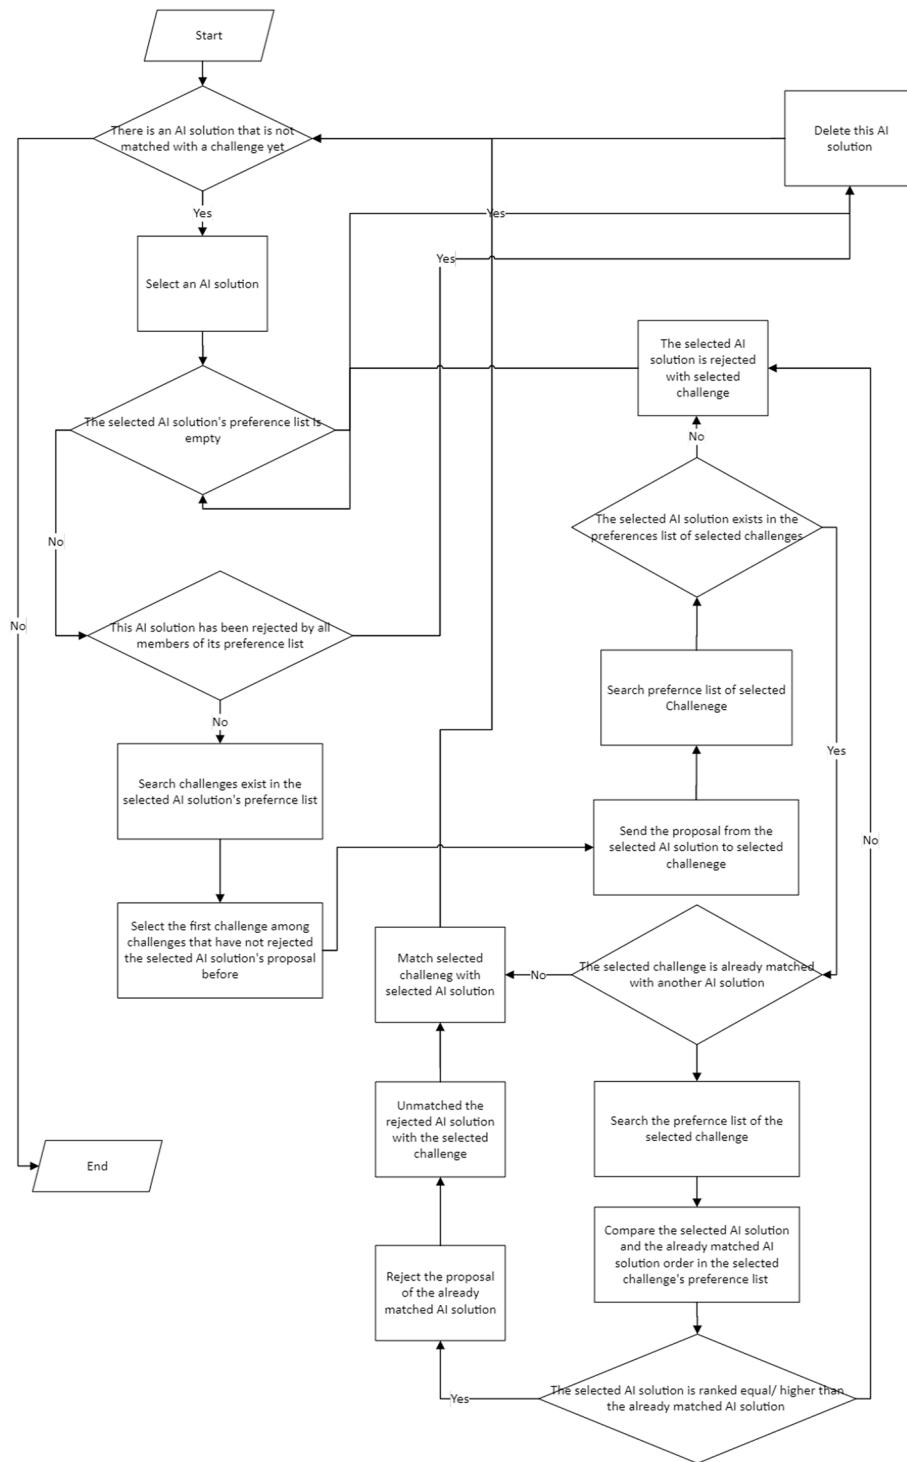 Start
There is an AI solution that is not
matched with a challenge yet
Delete this AI
solution
Yes
Yes
Select an AI solution
Yes
The selected AI
solution is rejected
with selected
challenge
The selected AI solution's preference list is
empty
No
The selected AI solution exists in the
preferences list of selected challenges
No
No
This AI solution has been rejected by all
members of its preference list
Search prefernce list of selected
Challenege
No
Yes
Search challenges exist in the
selected AI solution's prefernce list
Send the proposal from the
selected AI solution to selected
challenege
No
Select the first challenge among
challenges that have not rejected
the selected AI solution's proposal
before
Match selected
challeneg with
selected AI solution
No
The selected challenge is already matched
with another AI solution
Unmatched the
rejected AI solution
with the selected
challenge
Search the prefernce list of the
selected challenge
End
Compare the selected AI solution
and the already matched AI
solution order in the selected
challenge's preference list
Reject the proposal
of the already
matched AI solution
Yes
The selected AI solution is ranked equal/ higher than
the already matched AI solution